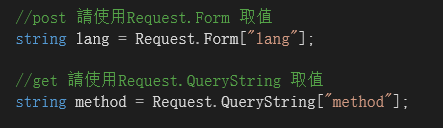 //post 請使用Request.Form 取值
string lang = Request.Form["lang"];
//get 請使用Request.QueryString 取值
string method = Request.QueryString["method"];